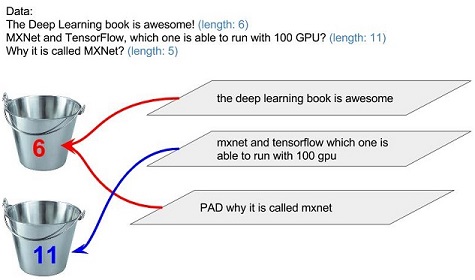 Data:
The Deep Learning book is awesome! (length: 6)
MXNet and TensorFlow, which one is able to run with 100 GPU? (length: 11)
Why it is called MXNet? (length: 5)
the deep learning book is awesome
6
mxnet and tensorflow which one is
able to run with 100 gpu
PAD why it is called mxnet
11